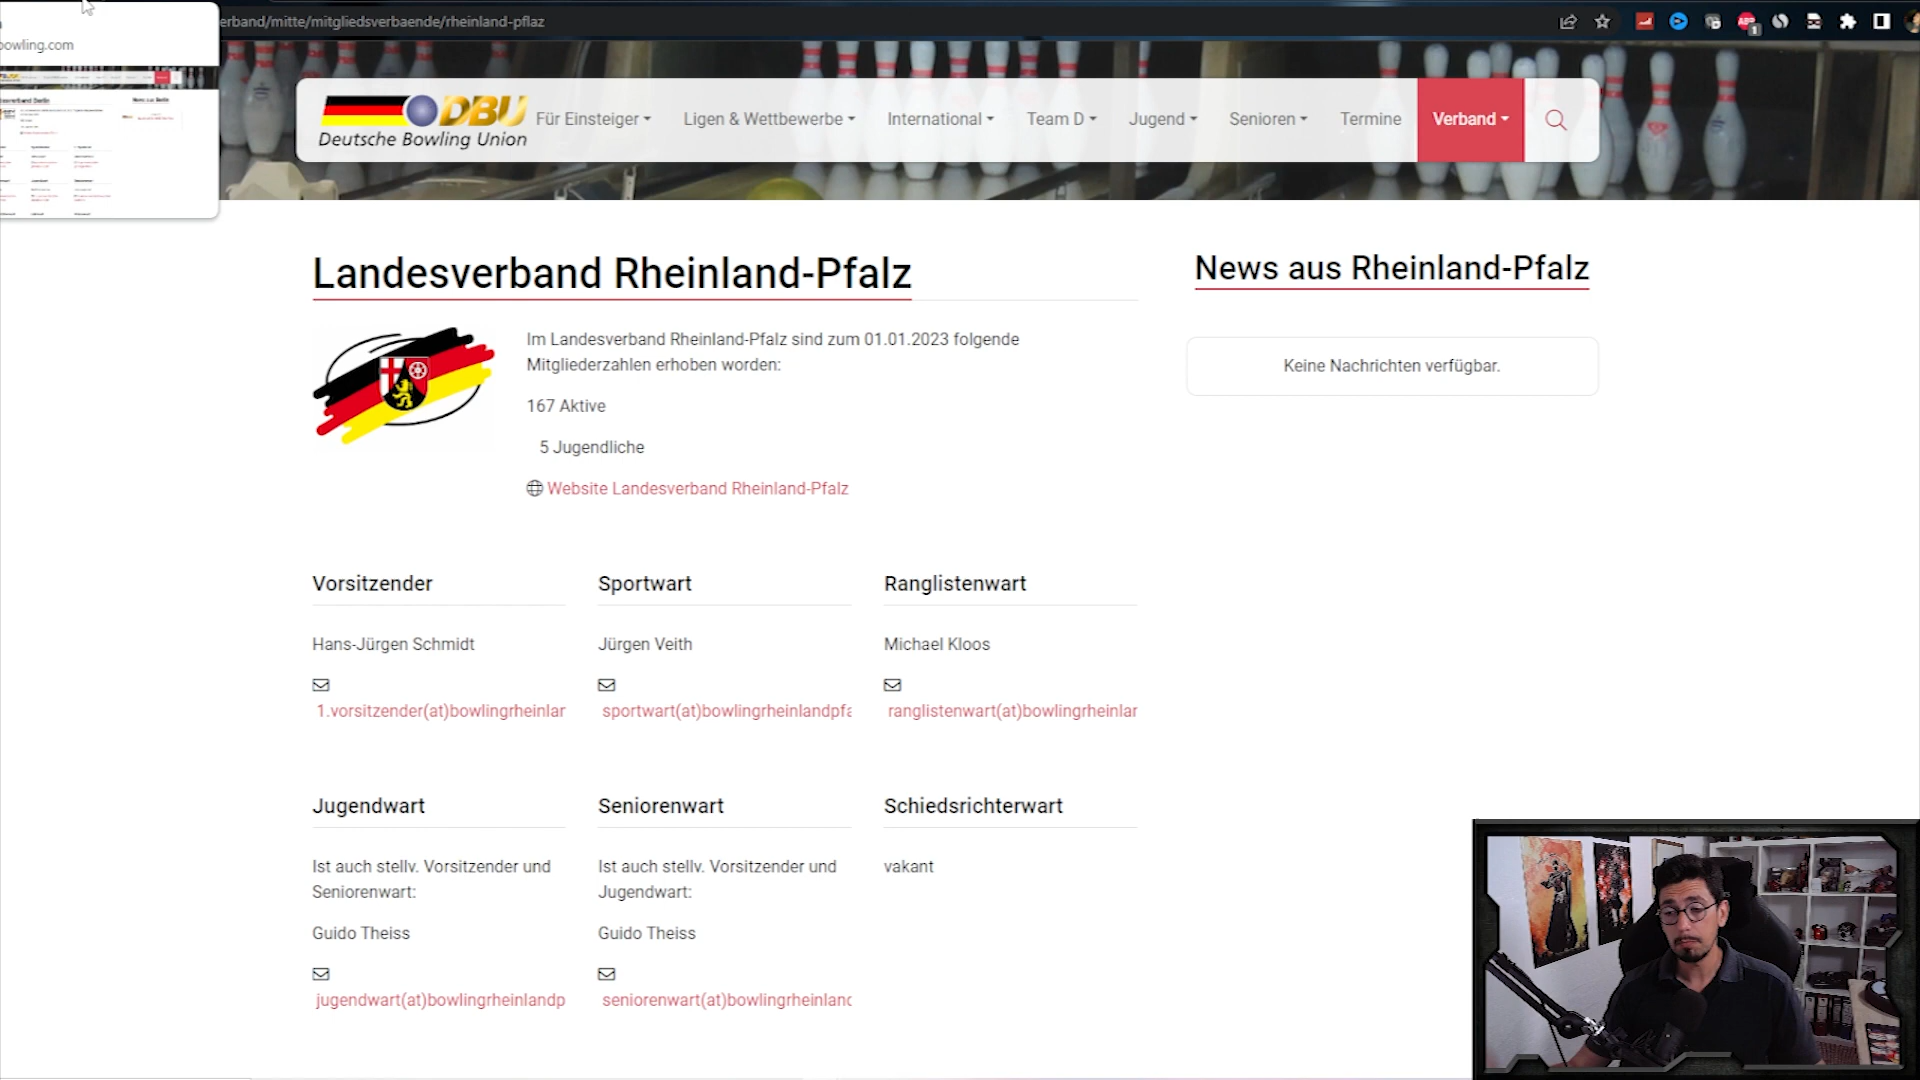 erband/mitte/mitgliedsverbaende/rheinland-pflaz
bowling.com
DBU
Deutsche Bowling Union
Für Einsteiger
Ligen & Wettbewerbe
International
Team D
Jugend
Senioren
Termine
Verband
Landesverband Rheinland-Pfalz
Im Landesverband Rheinland-Pfalz sind zum 01.01.2023 folgende
Mitgliederzahlen erhoben worden:
167 Aktive
5 Jugendliche
Website Landesverband Rheinland-Pfalz
News aus Rheinland-Pfalz
Keine Nachrichten verfügbar.
Vorsitzender
Hans-Jürgen Schmidt
1.vorsitzender(at)bowlingrheinlar
Sportwart
Jürgen Veith
sportwart(at)bowlingrheinlandpfa
Ranglistenwart
Michael Kloos
ranglistenwart(at)bowlingrheinlar
Jugendwart
Ist auch stellv. Vorsitzender und
Seniorenwart:
Guido Theiss
jugendwart(at)bowlingrheinlandp
Seniorenwart
Ist auch stellv. Vorsitzender und
Jugendwart:
Guido Theiss
seniorenwart(at)bowlingrheinland
Schiedsrichterwart
vakant